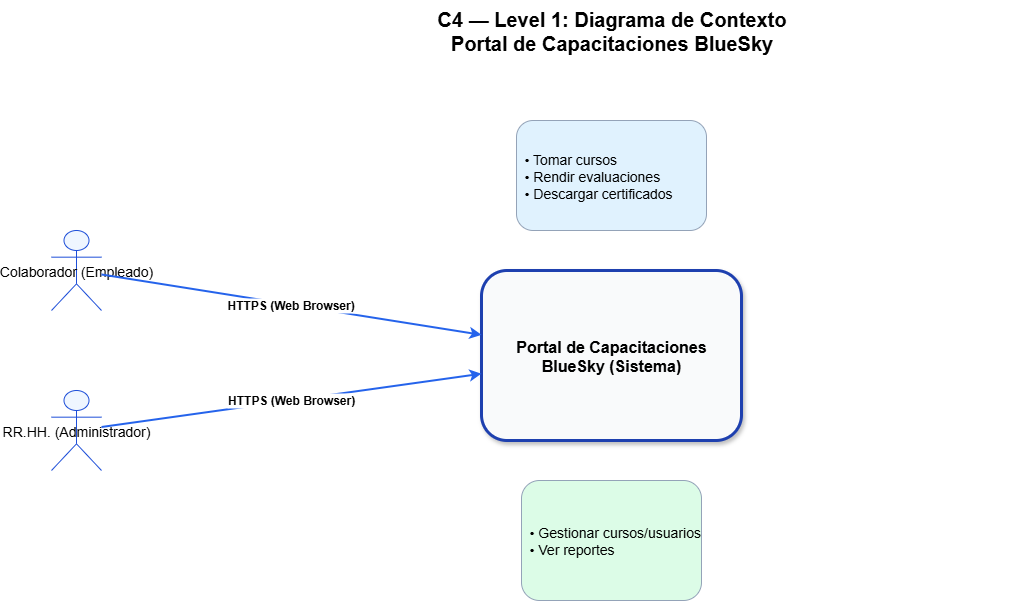 C4 — Level 1: Diagrama de Contexto
Portal de Capacitaciones BlueSky
• Tomar cursos
• Rendir evaluaciones
• Descargar certificados
Colaborador (Empleado)
HTTPS (Web Browser)
Portal de Capacitaciones
BlueSky (Sistema)
HTTPS (Web Browser)
RR.HH. (Administrador)
• Gestionar cursos/usuarios
• Ver reportes